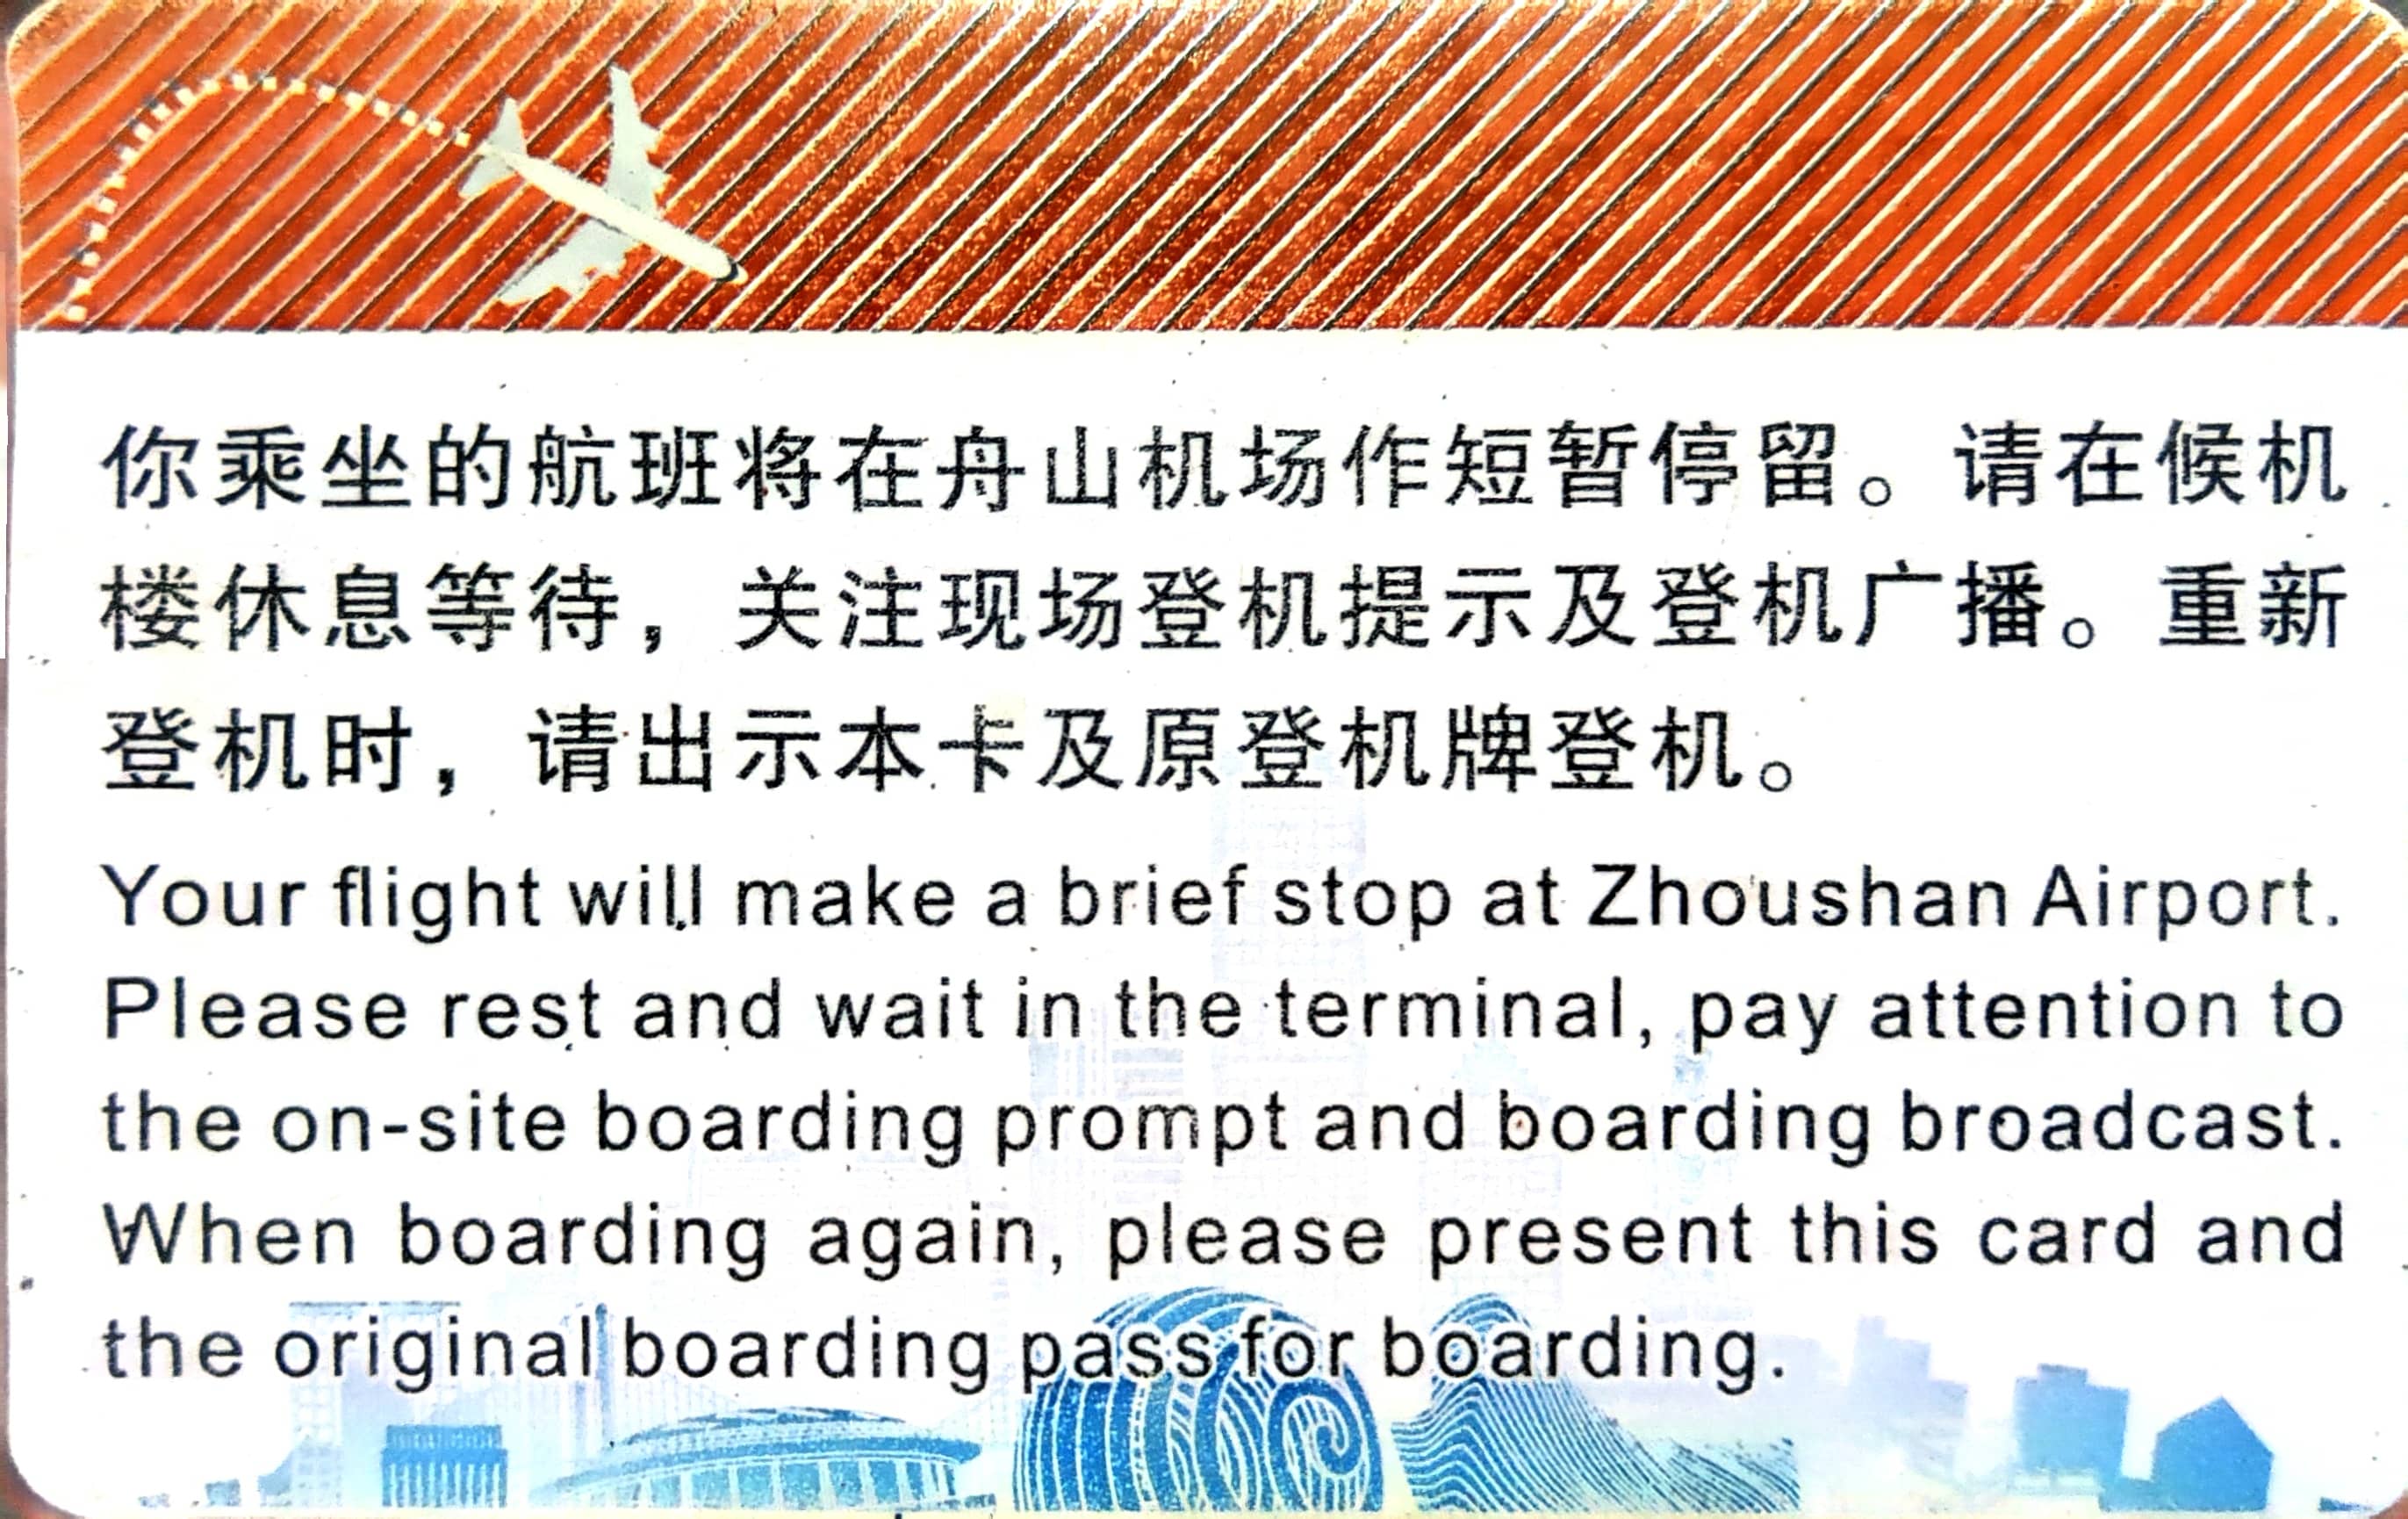 你乘坐的航班将在舟山机场作短暂停留。请在候机
楼休息等待，关注现场登机提示及登机广播。重新
登机时，请出示本卡及原登机牌登机。
Your flight will make a brief stop at Zhoushan Airport.
Please rest and wait in the terminal, pay attention to
the on-site boarding prompt and boarding broadcast.
When boarding again, please present this card and
the original boarding pass for boarding.